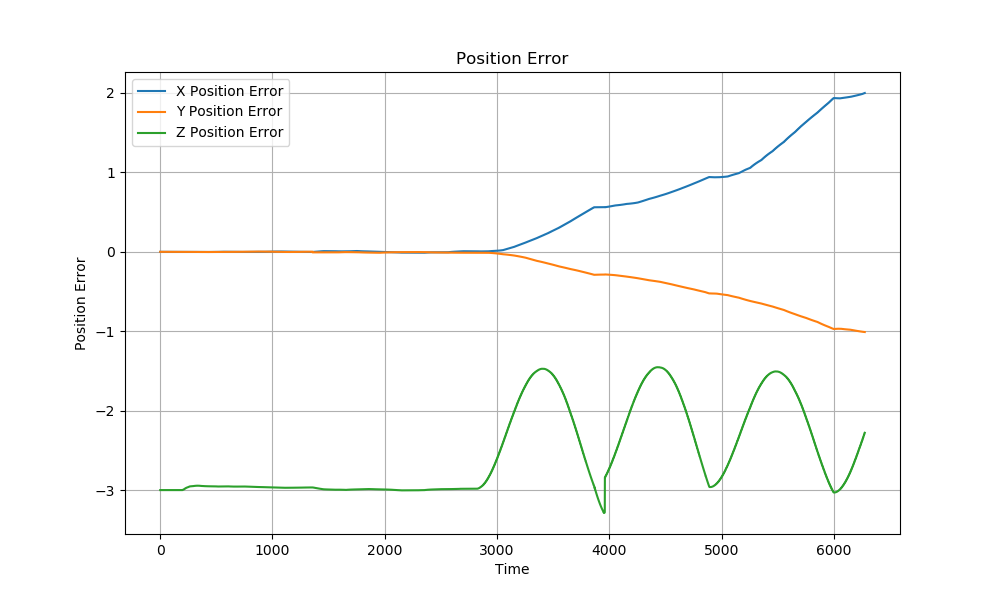 Position Error
X Position Error
Y Position Error
Z Position Error
Position Error
2
1
0
−1
−2
−3
0 1000 2000 3000 4000 5000 6000
Time